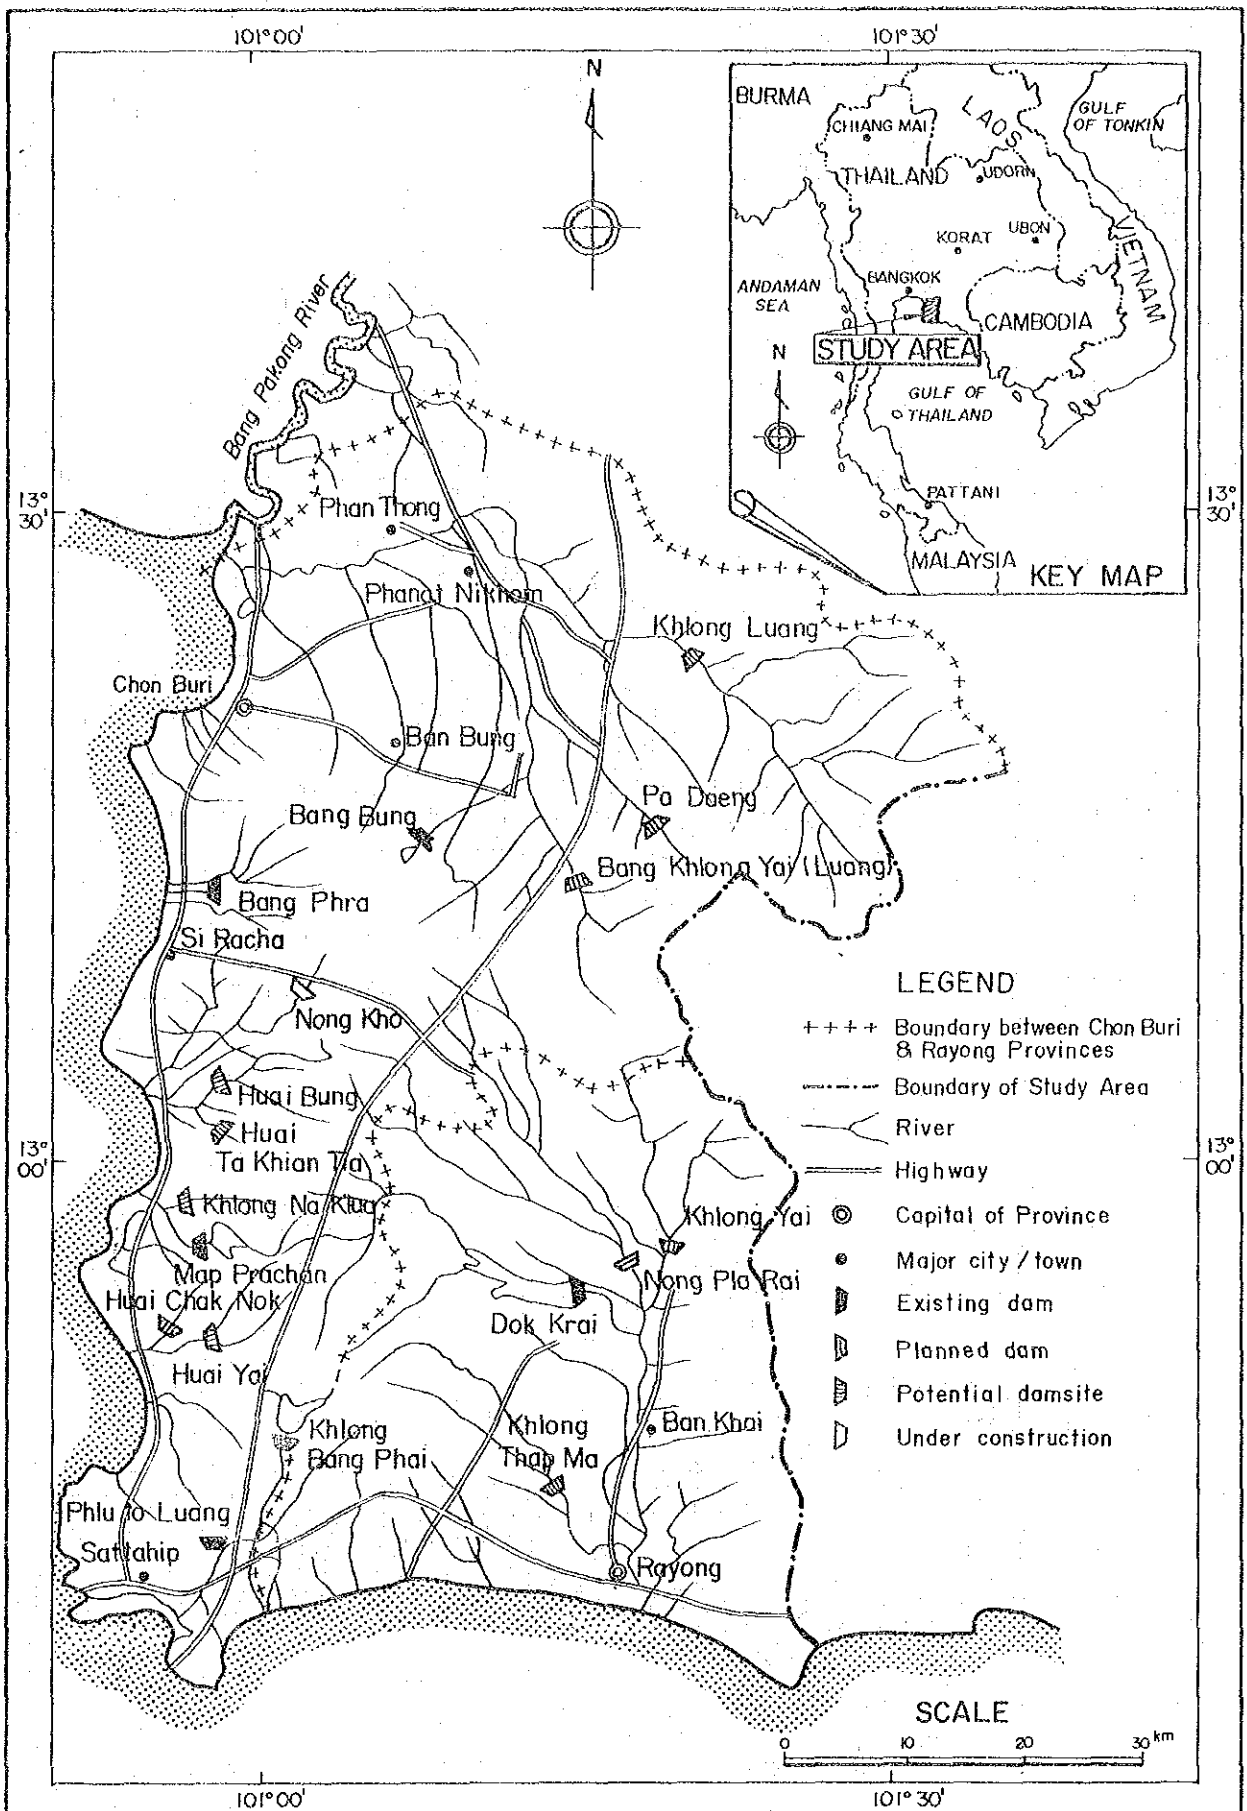 101°00'
101°30'
N
BURMA
CHIANG MAI
LAOS
GULF
OF TONKIN
THAILAND
UDORN
VIETNAM
KORAT
UBON
BANGKOK
ANDAMAN
SEA
CAMBODIA
STUDY AREA
N
GULF OF
THAILAND
PATTANI
MALAYSIA
KEY MAP
Bang Pakong River
13°
30'
13°
30'
Phan Thong
Phanat Nikhom
Khlong Luang
Chon Buri
Ban Bung
Pa Daeng
Bang Bung
Bang Khlong Yai (Luang)
Bang Phra
Si Racha
Nong Kho
LEGEND
++++ Boundary between Chon Buri
& Rayong Provinces
Boundary of Study Area
River
Highway
Capital of Province
Major city / town
Existing dam
Planned dam
Potential damsite
Under construction
Huai Bung
Huai
Ta Khian Tia
13°
00'
13°
00'
Khlong Na Klua
Khlong Yai
Map Prachan
Nong Pla Rai
Huai Chak Nok
Dok Krai
Huai Yai
Khlong
Bang Phai
Khlong
Thap Ma
Ban Khai
Phlu to Luang
Sattahip
Rayong
SCALE
0 10 20 30 km
101°00'
101°30'